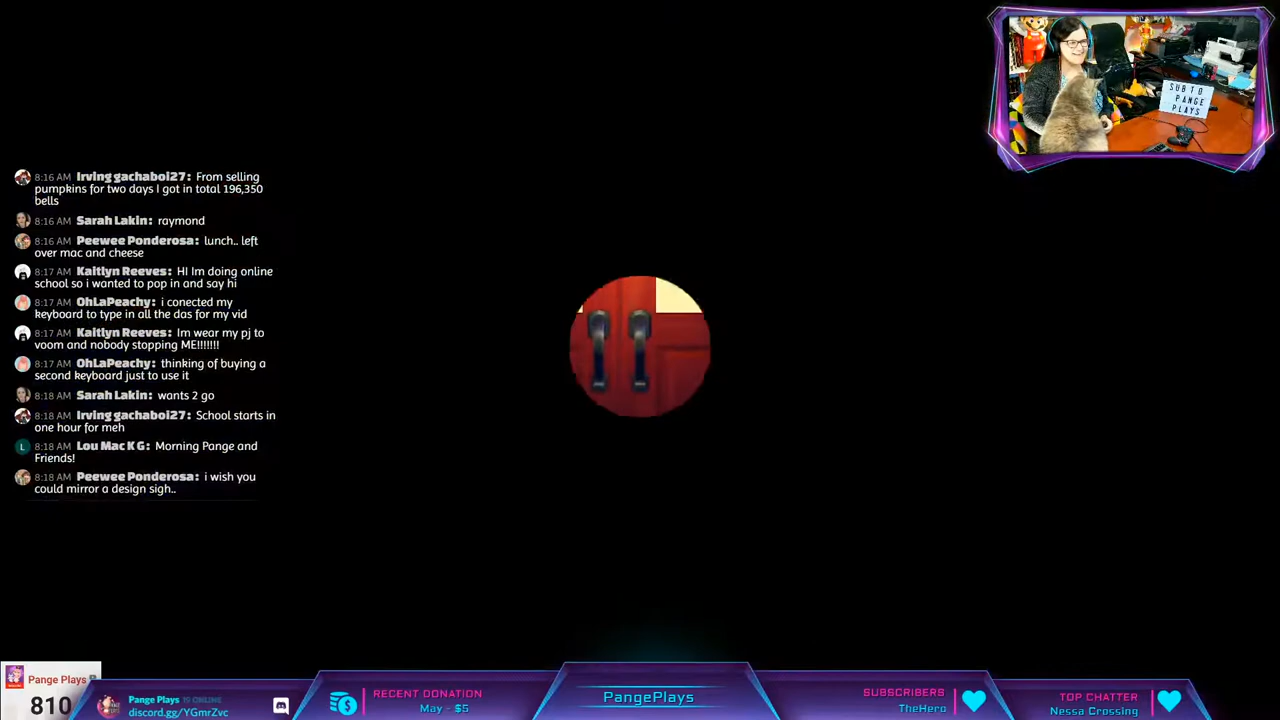 SUB TO
PANGE
PLAYS
8:16 AM Irving gachaboi27: From selling
pumpkins for two days I got in total 196,350
bells
8:16 AM Sarah Lakin: raymond
8:16 AM Peewee Ponderosa: lunch.. left
over mac and cheese
8:17 AM Kaitlyn Reeves: HI Im doing online
school so i wanted to pop in and say hi
8:17 AM OhLaPeachy: i conected my
keyboard to type in all the das for my vid
8:17 AM Kaitlyn Reeves: Im wear my pj to
voom and nobody stopping ME!!!!!!!
8:17 AM OhLaPeachy: thinking of buying a
second keyboard just to use it
8:18 AM Sarah Lakin: wants 2 go
8:18 AM Irving gachaboi27: School starts in
one hour for meh
L 8:18 AM Lou Mac K G: Morning Pange and
Friends!
8:18 AM Peewee Ponderosa: i wish you
could mirror a design sigh..
Pange Plays
810
Pange Plays 19 ONLINE
discord.gg/YGmrZvc
RECENT DONATION
May - $5
PangePlays
SUBSCRIBERS
TheHero
TOP CHATTER
Nessa Crossing